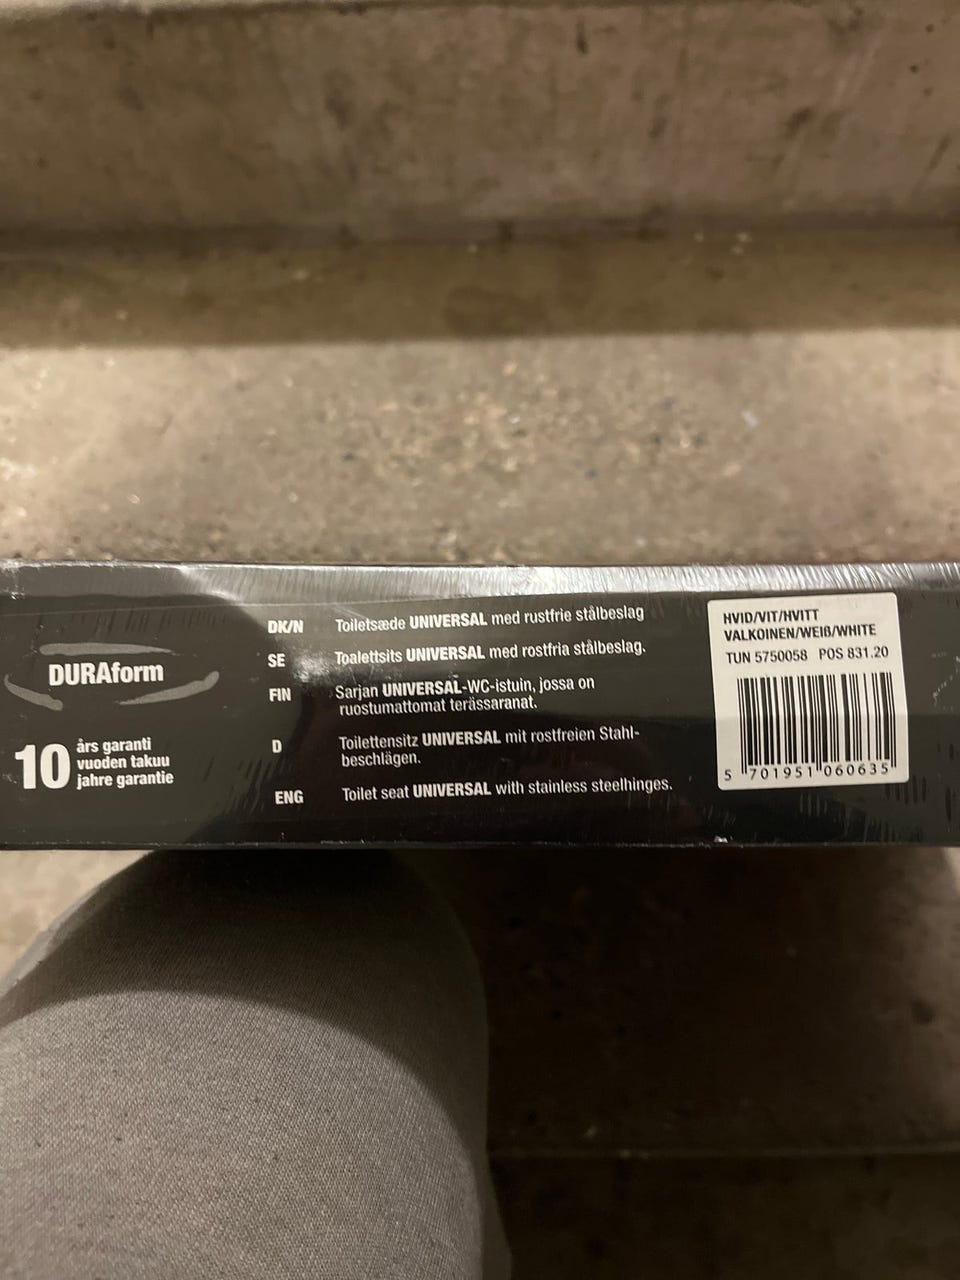 DURAform
10 års garanti
vuoden takuu
jahre garantie
DK/N Toiletsæde UNIVERSAL med rustfrie stålbeslag
SE Toalettsits UNIVERSAL med rostfria stålbeslag.
FIN Sarjan UNIVERSAL-WC-istuin, jossa on
ruostumattomat terässaranat.
D Toilettensitz UNIVERSAL mit rostfreien Stahl-
beschlägen.
ENG Toilet seat UNIVERSAL with stainless steelhinges.
HVID/VIT/HVITT
VALKOINEN/WEIß/WHITE
TUN 5750058 POS 831.20
5 701951 060635